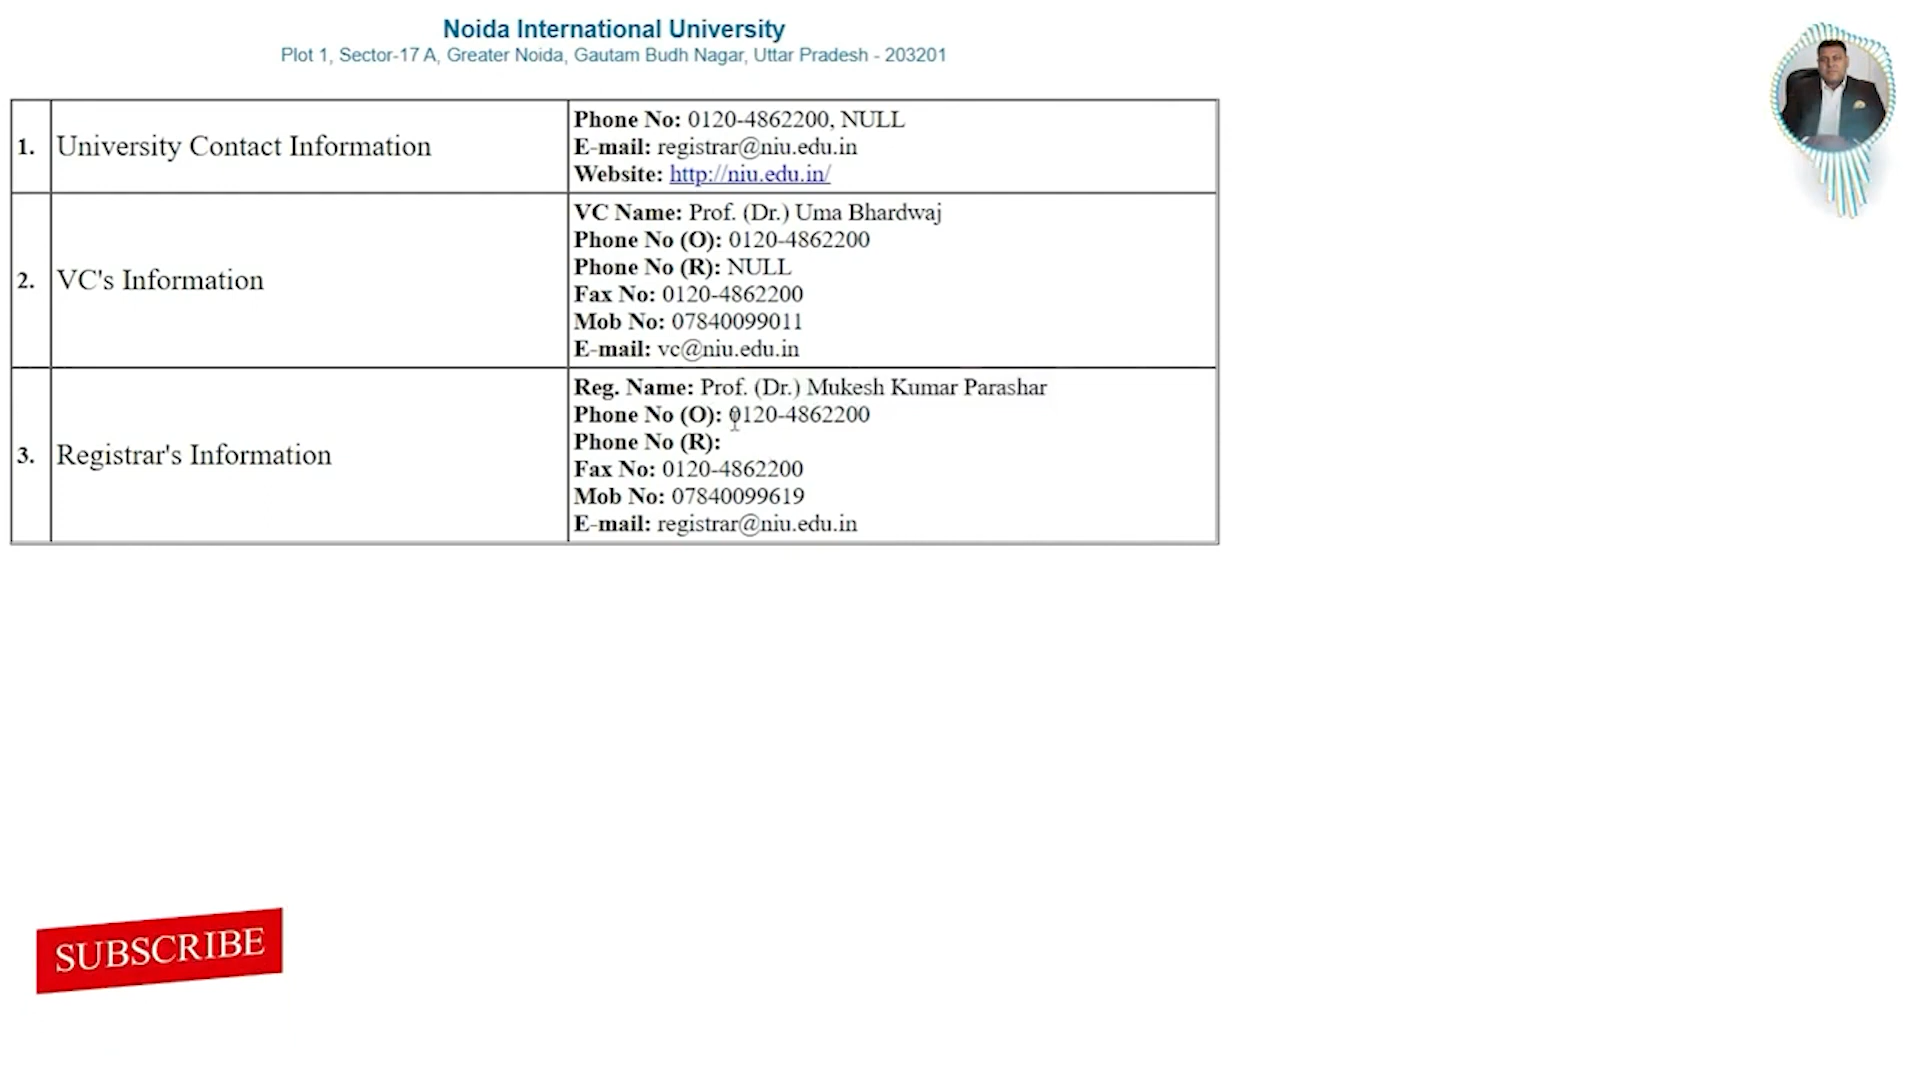 Noida International University
Plot 1, Sector-17 A, Greater Noida, Gautam Budh Nagar, Uttar Pradesh - 203201
1. University Contact Information
Phone No: 0120-4862200, NULL
E-mail: registrar@niu.edu.in
Website: http://niu.edu.in/
2. VC's Information
VC Name: Prof. (Dr.) Uma Bhardwaj
Phone No (O): 0120-4862200
Phone No (R): NULL
Fax No: 0120-4862200
Mob No: 07840099011
E-mail: vc@niu.edu.in
3. Registrar's Information
Reg. Name: Prof. (Dr.) Mukesh Kumar Parashar
Phone No (O): 0120-4862200
Phone No (R):
Fax No: 0120-4862200
Mob No: 07840099619
E-mail: registrar@niu.edu.in
SUBSCRIBE